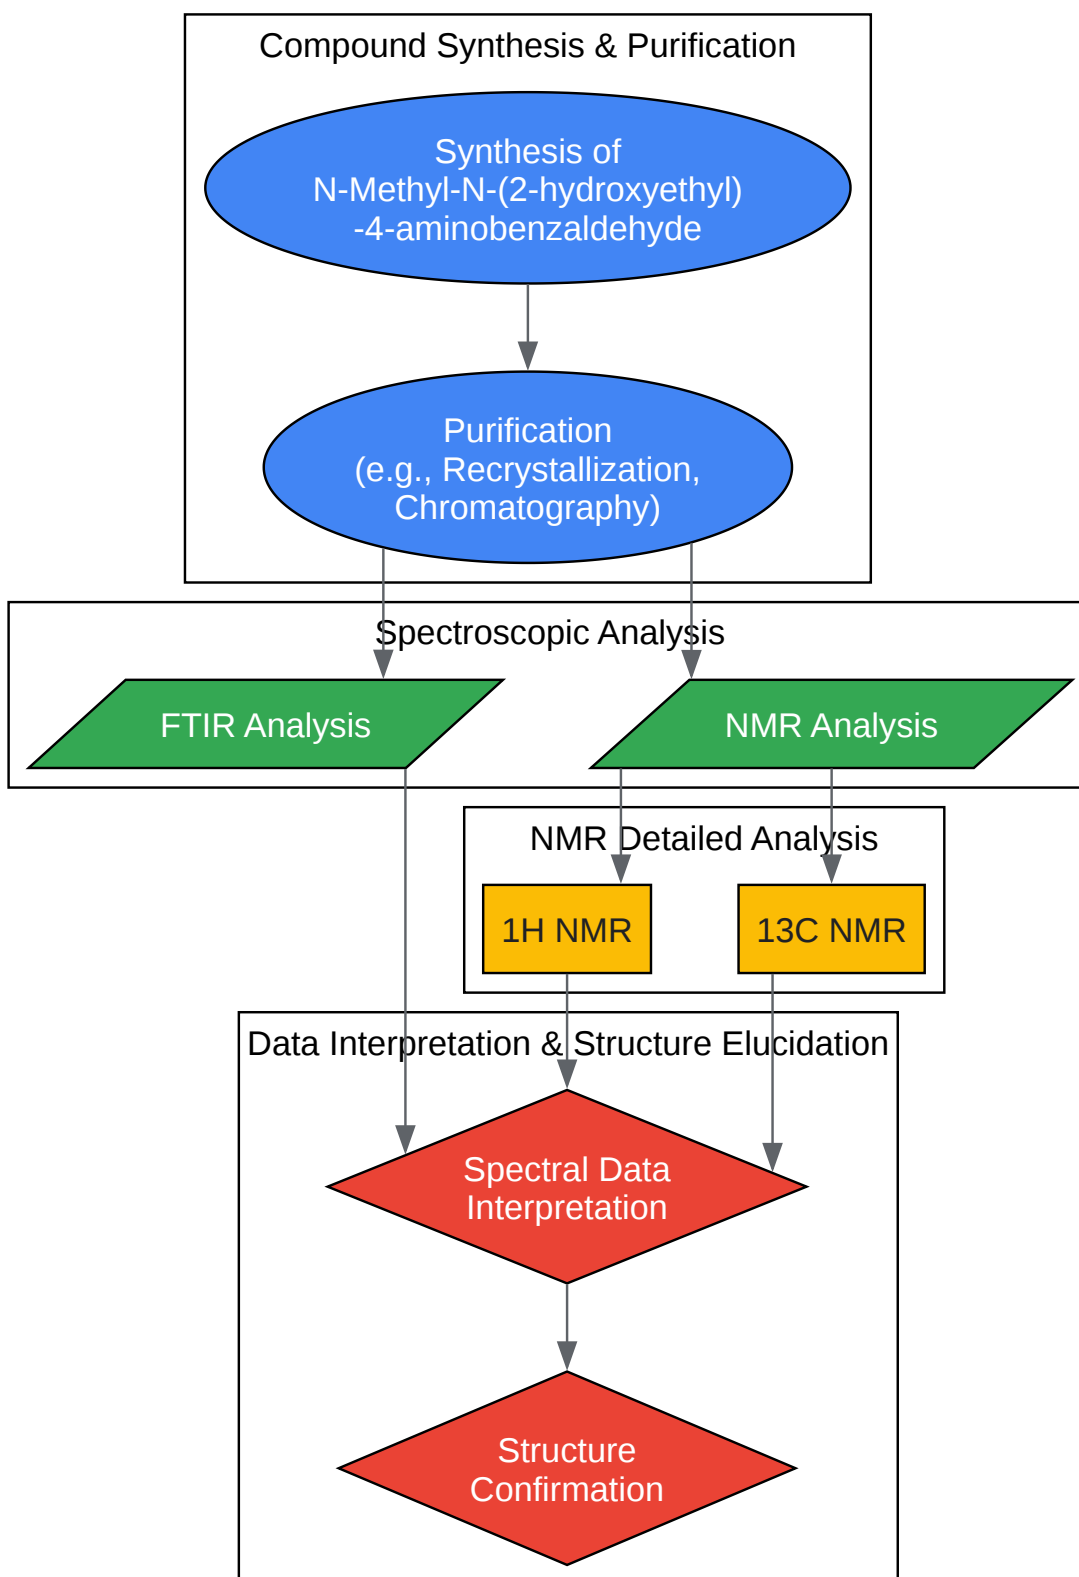 Compound Synthesis & Purification
Synthesis of
N-Methyl-N-(2-hydroxyethyl)
-4-aminobenzaldehyde
Purification
(e.g., Recrystallization,
Chromatography)
Spectroscopic Analysis
FTIR Analysis
NMR Analysis
NMR Detailed Analysis
1H NMR
13C NMR
Data Interpretation & Structure Elucidation
Spectral Data
Interpretation
Structure
Confirmation